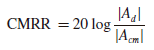 CMRR = 20 log |A_d| / |A_cm|